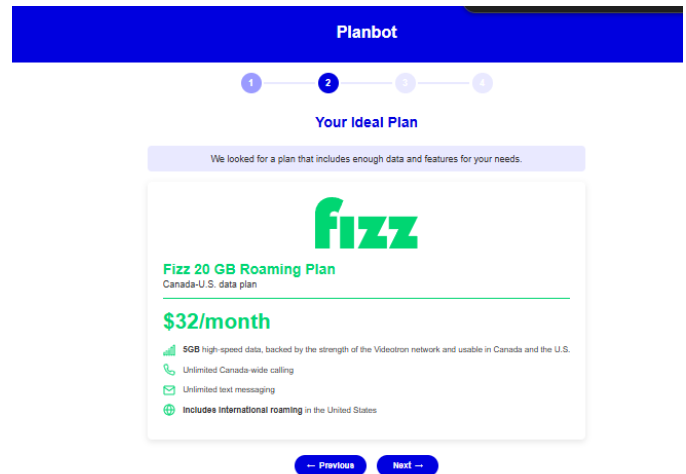 Planbot
1
2
3
4
Your Ideal Plan
We looked for a plan that includes enough data and features for your needs.
fizz
Fizz 20 GB Roaming Plan
Canada-U.S. data plan
$32/month
5GB high-speed data, backed by the strength of the Videotron network and usable in Canada and the U.S.
Unlimited Canada-wide calling
Unlimited text messaging
Includes international roaming in the United States
← Previous
Next →